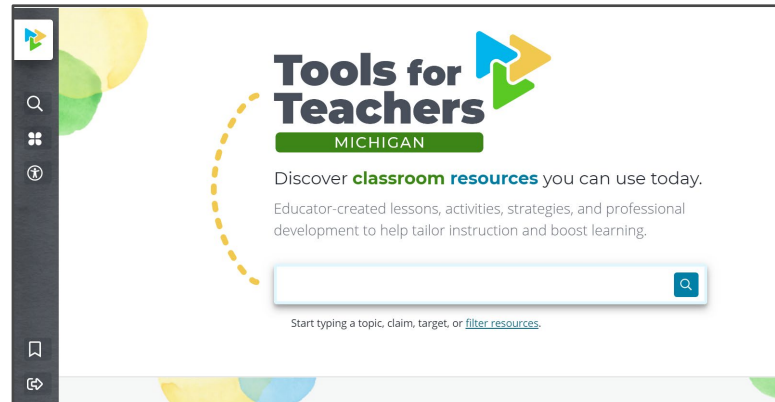 Tools for
Teachers
MICHIGAN
Discover classroom resources you can use today.
Educator-created lessons, activities, strategies, and professional
development to help tailor instruction and boost learning.
Start typing a topic, claim, target, or filter resources.